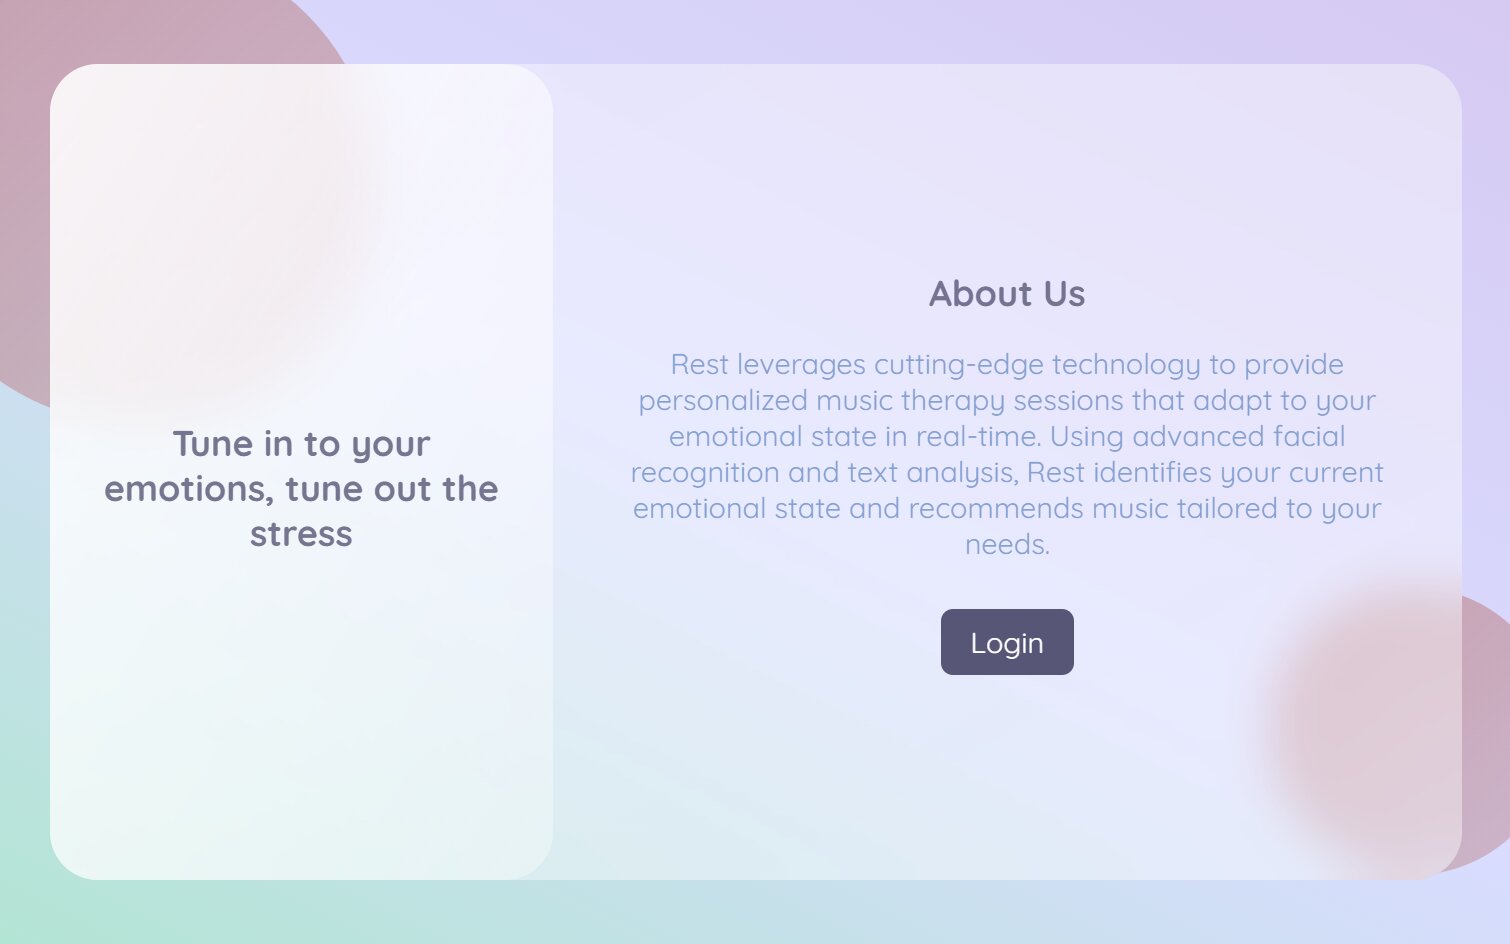 Tune in to your
emotions, tune out the
stress
About Us
Rest leverages cutting-edge technology to provide
personalized music therapy sessions that adapt to your
emotional state in real-time. Using advanced facial
recognition and text analysis, Rest identifies your current
emotional state and recommends music tailored to your
needs.
Login